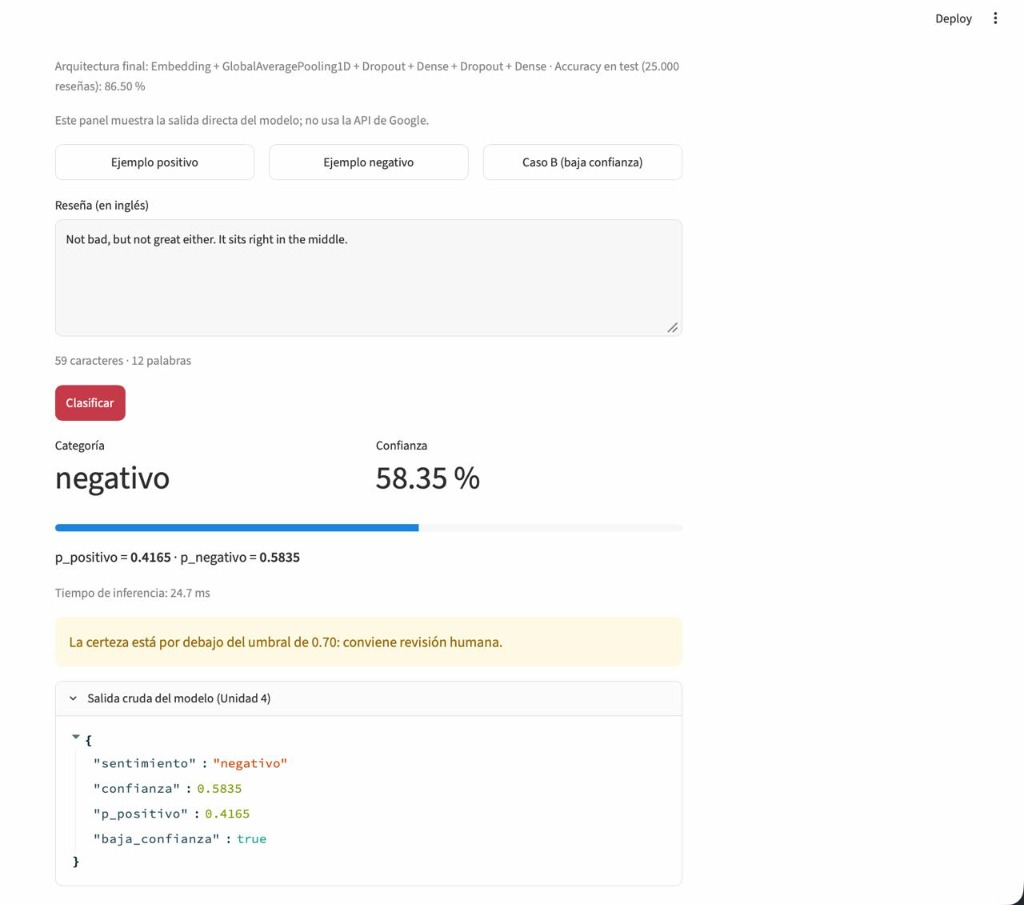 Deploy
Arquitectura final: Embedding + GlobalAveragePooling1D + Dropout + Dense + Dropout + Dense · Accuracy en test (25.000
reseñas): 86.50 %
Este panel muestra la salida directa del modelo; no usa la API de Google.
Ejemplo positivo
Ejemplo negativo
Caso B (baja confianza)
Reseña (en inglés)
Not bad, but not great either. It sits right in the middle.
59 caracteres · 12 palabras
Clasificar
Categoría
Confianza
negativo
58.35 %
p_positivo = 0.4165 · p_negativo = 0.5835
Tiempo de inferencia: 24.7 ms
La certeza está por debajo del umbral de 0.70: conviene revisión humana.
Salida cruda del modelo (Unidad 4)
{
"sentimiento" : "negativo"
"confianza" : 0.5835
"p_positivo" : 0.4165
"baja_confianza" : true
}